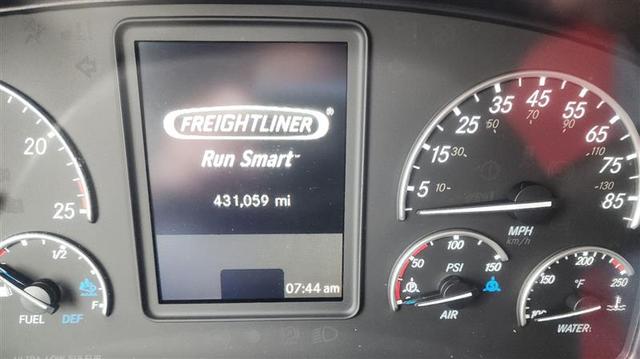 20
25
1/2
F
FUEL DEF
FREIGHTLINER®
Run Smart™
431,059 mi
07:44 am
5 15 25 35 45 55 65 75 85
10 30 50 70 90 110 130
MPH
km/h
50 100 150
PSI
AIR
100 150 200 250
°F
WATER